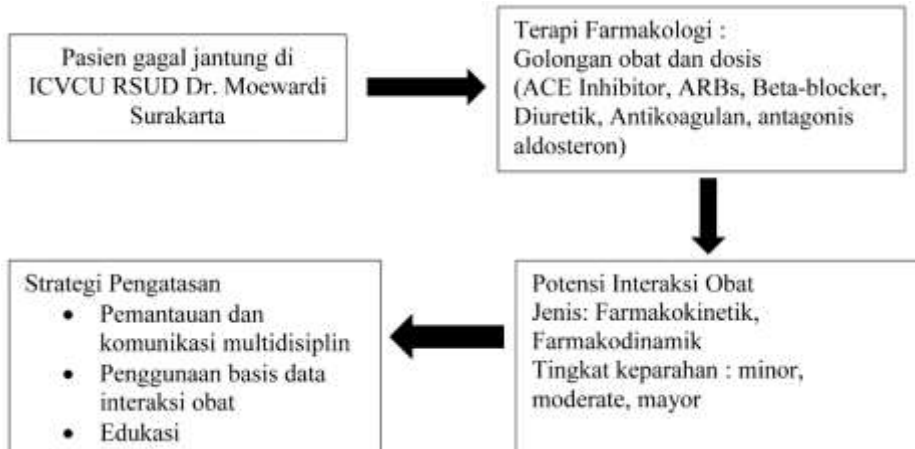 Pasien gagal jantung di
ICVCU RSUD Dr. Moewardi
Surakarta
Terapi Farmakologi :
Golongan obat dan dosis
(ACE Inhibitor, ARBs, Beta-blocker,
Diuretik, Antikoagulan, antagonis
aldosteron)
Potensi Interaksi Obat
Jenis: Farmakokinetik,
Farmakodinamik
Tingkat keparahan : minor,
moderate, mayor
Strategi Pengatasan
• Pemantauan dan
komunikasi multidisiplin
• Penggunaan basis data
interaksi obat
• Edukasi